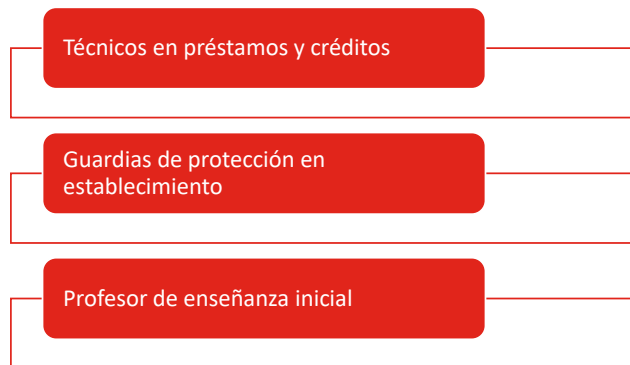 Técnicos en préstamos y créditos
Guardias de protección en
establecimiento
Profesor de enseñanza inicial